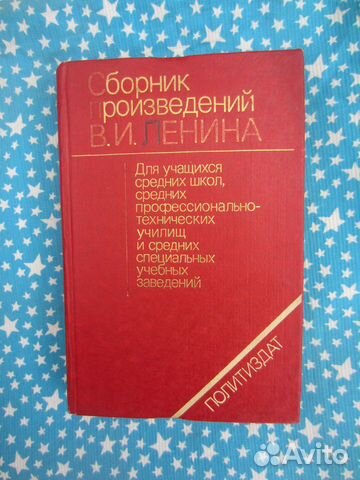 Сборник
произведений
В.И. ЛЕНИНА
Для учащихся
средних школ,
средних
профессионально-
технических
училищ
и средних
специальных
учебных
заведений
ПОЛИТИЗДАТ
Avito